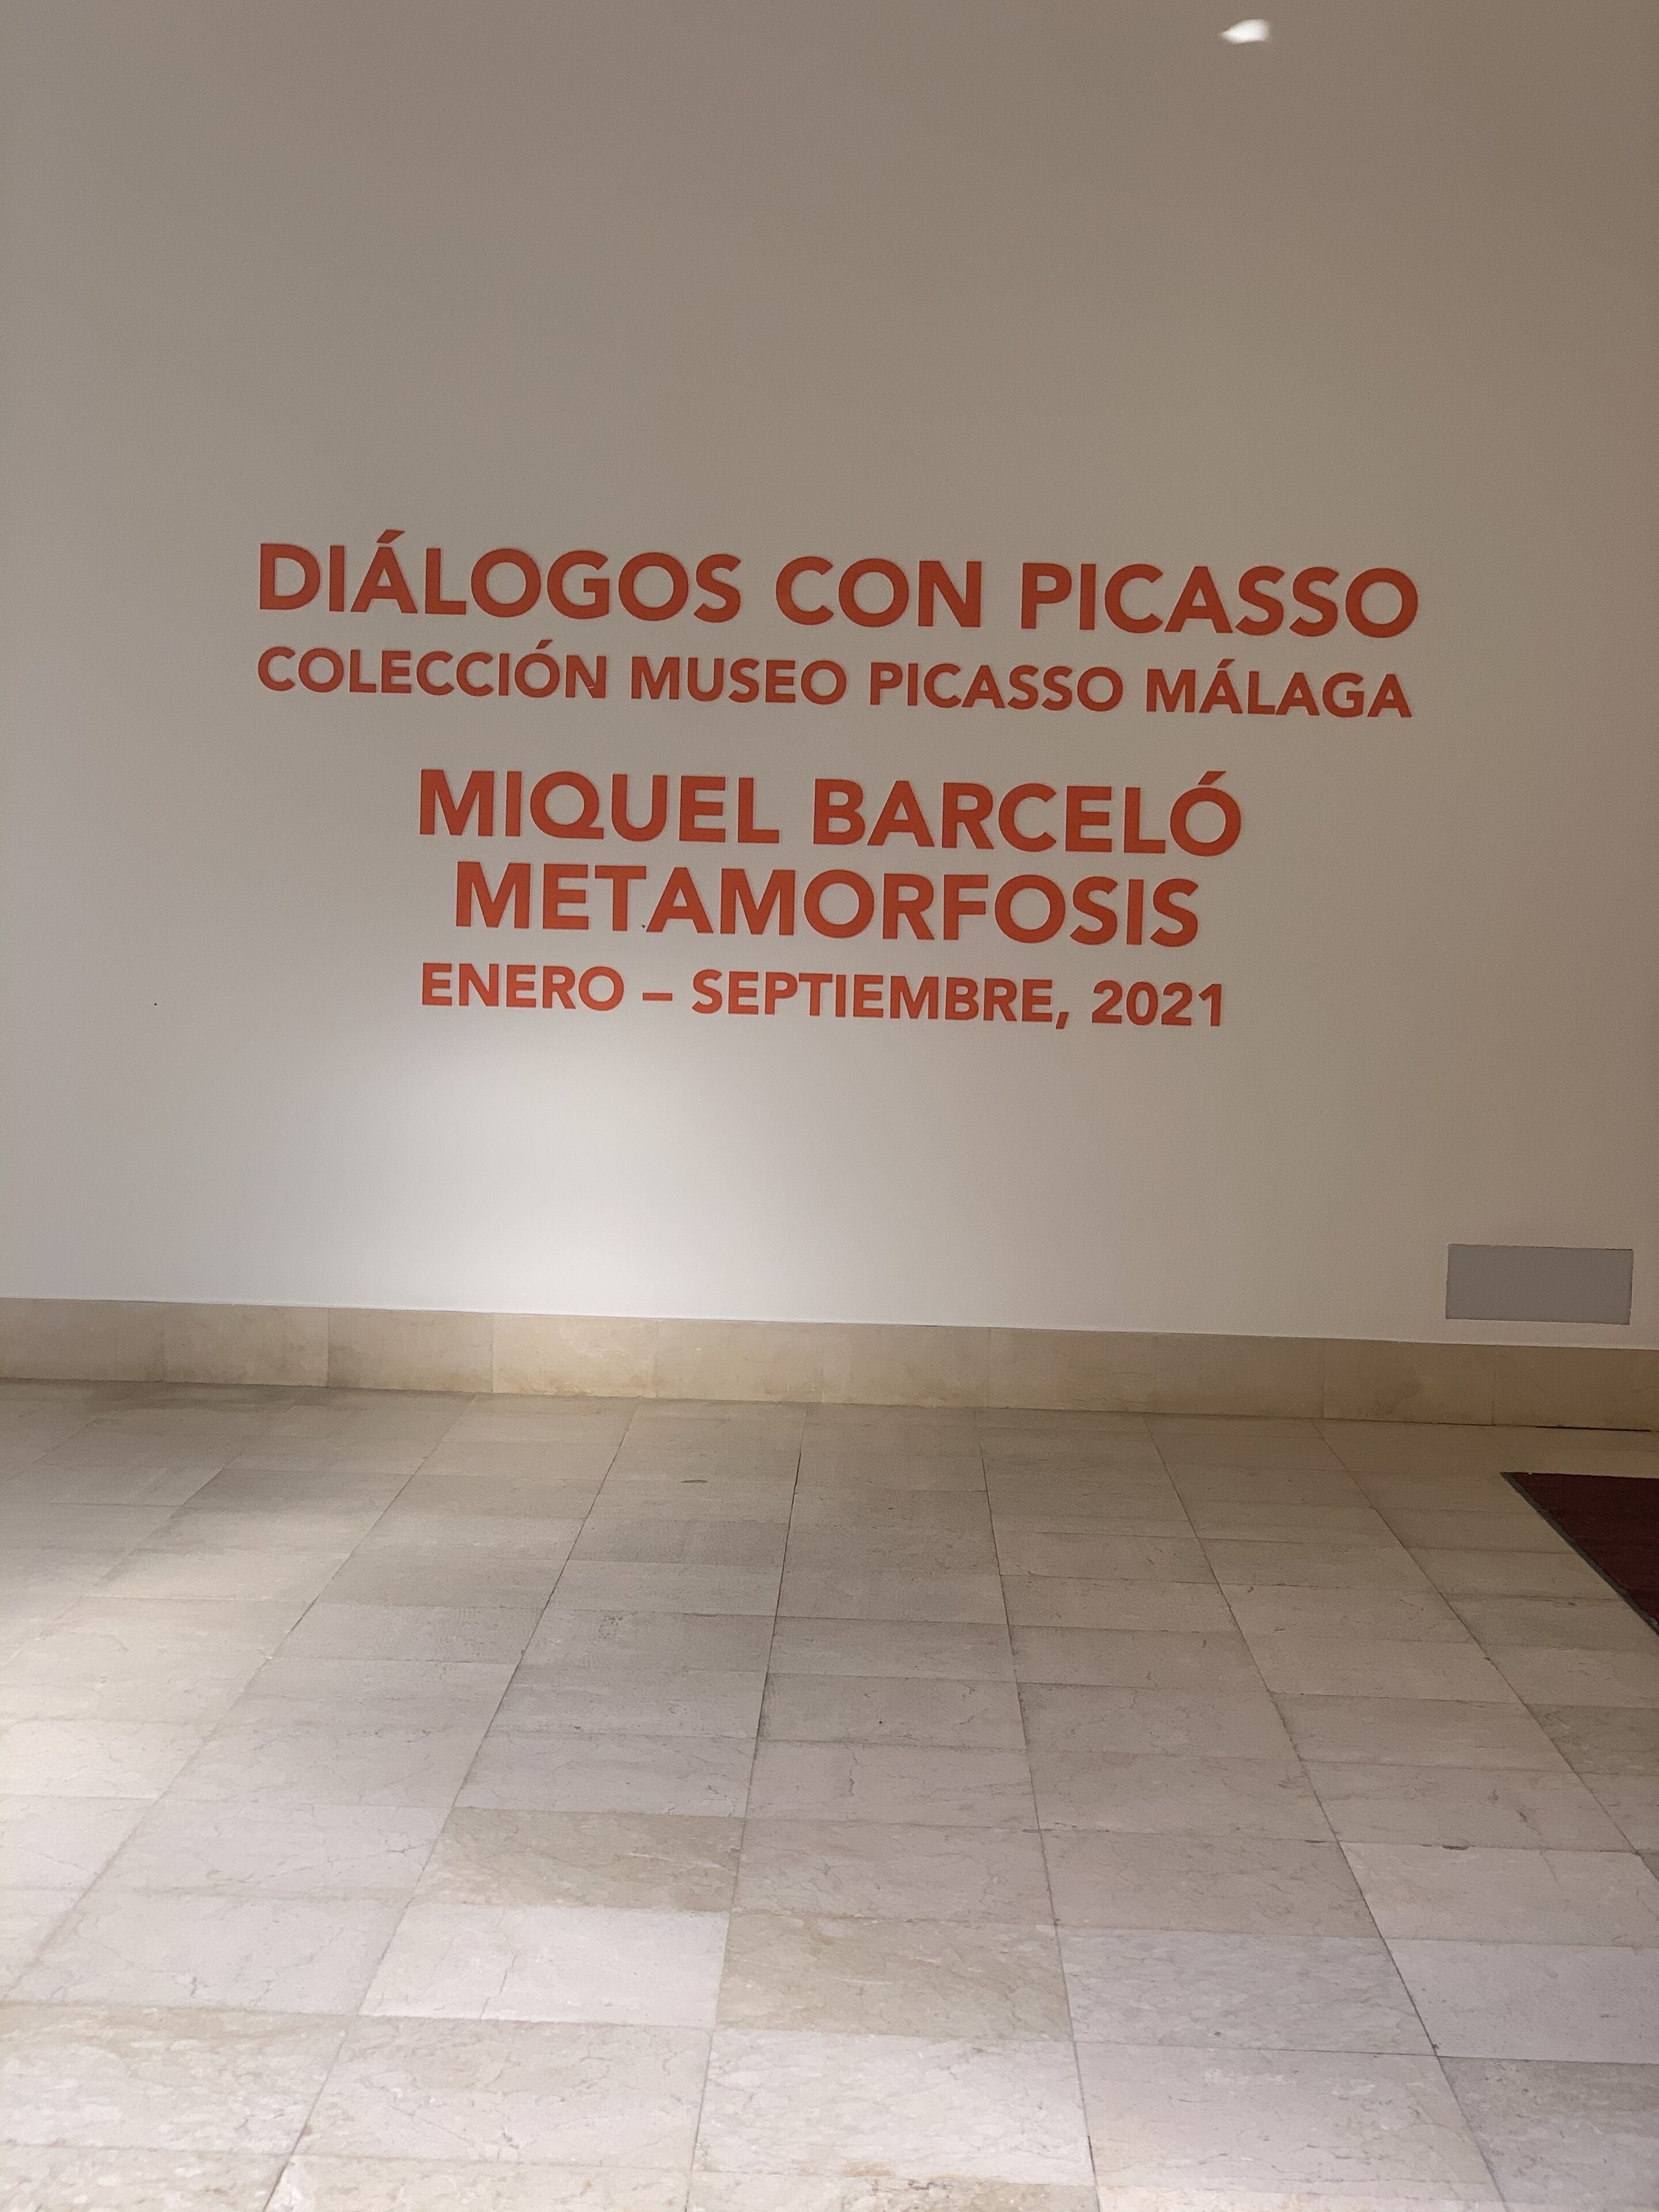 DIÁLOGOS CON PICASSO
COLECCIÓN MUSEO PICASSO MÁLAGA
MIQUEL BARCELÓ
METAMORFOSIS
ENERO – SEPTIEMBRE, 2021